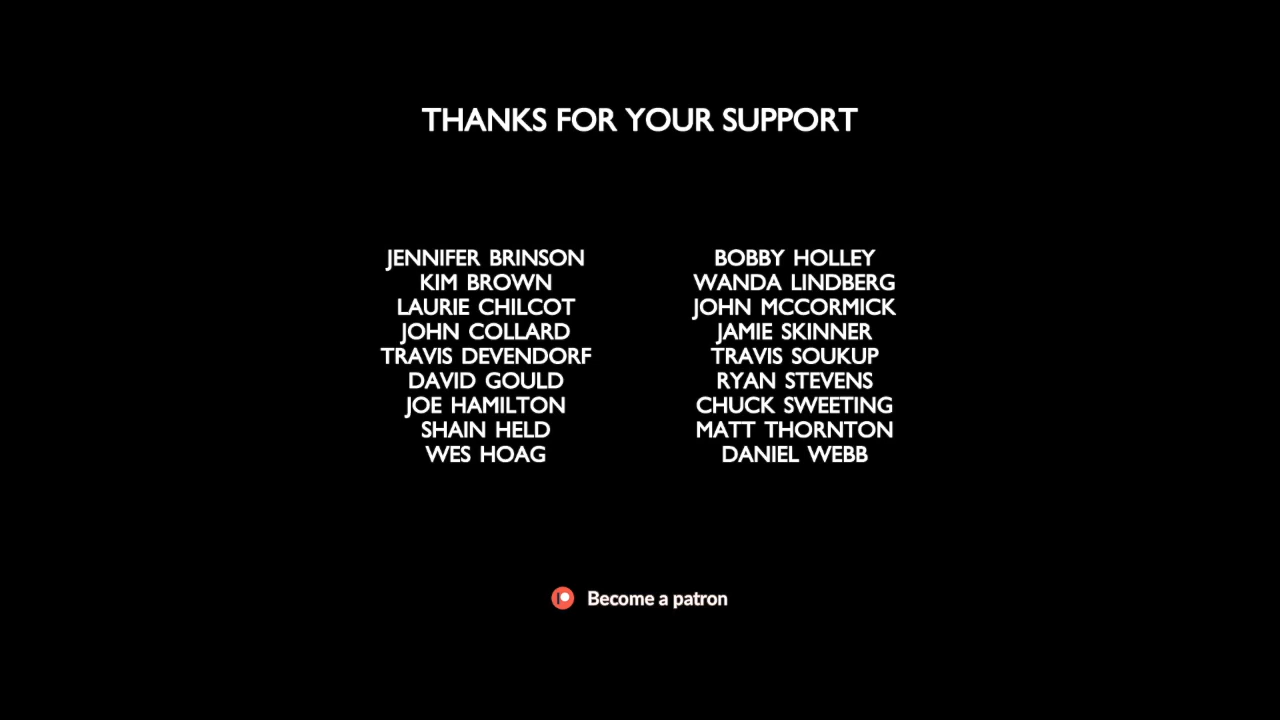 THANKS FOR YOUR SUPPORT
JENNIFER BRINSON
KIM BROWN
LAURIE CHILCOT
JOHN COLLARD
TRAVIS DEVENDORF
DAVID GOULD
JOE HAMILTON
SHAIN HELD
WES HOAG
BOBBY HOLLEY
WANDA LINDBERG
JOHN MCCORMICK
JAMIE SKINNER
TRAVIS SOUKUP
RYAN STEVENS
CHUCK SWEETING
MATT THORNTON
DANIEL WEBB
Become a patron